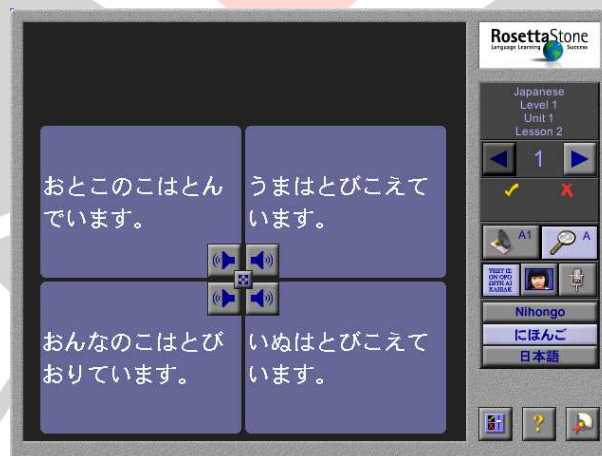 RosettaStone
Language Learning Success
Japanese
Level 1
Unit 1
Lesson 2
1
おとこのこはとん
でいます。
うまはとびこえて
います。
おんなのこはとび
おりています。
いぬはとびこえて
います。
A1
A
Nihongo
にほんご
日本語
?